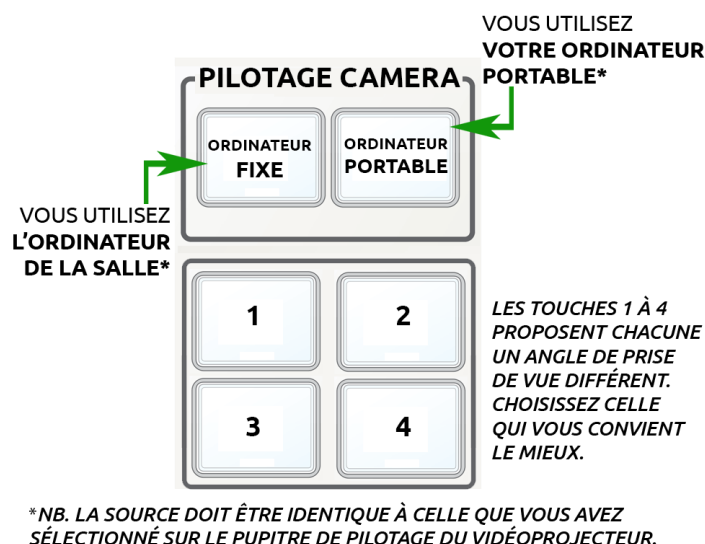 VOUS UTILISEZ
VOTRE ORDINATEUR
PORTABLE*
PILOTAGE CAMERA
ORDINATEUR
FIXE
ORDINATEUR
PORTABLE
VOUS UTILISEZ
L'ORDINATEUR
DE LA SALLE*
1
2
3
4
LES TOUCHES 1 À 4
PROPOSENT CHACUNE
UN ANGLE DE PRISE
DE VUE DIFFÉRENT.
CHOISISSEZ CELLE
QUI VOUS CONVIENT
LE MIEUX.
*NB. LA SOURCE DOIT ÊTRE IDENTIQUE À CELLE QUE VOUS AVEZ
SÉLECTIONNÉ SUR LE PUPITRE DE PILOTAGE DU VIDÉOPROJECTEUR.